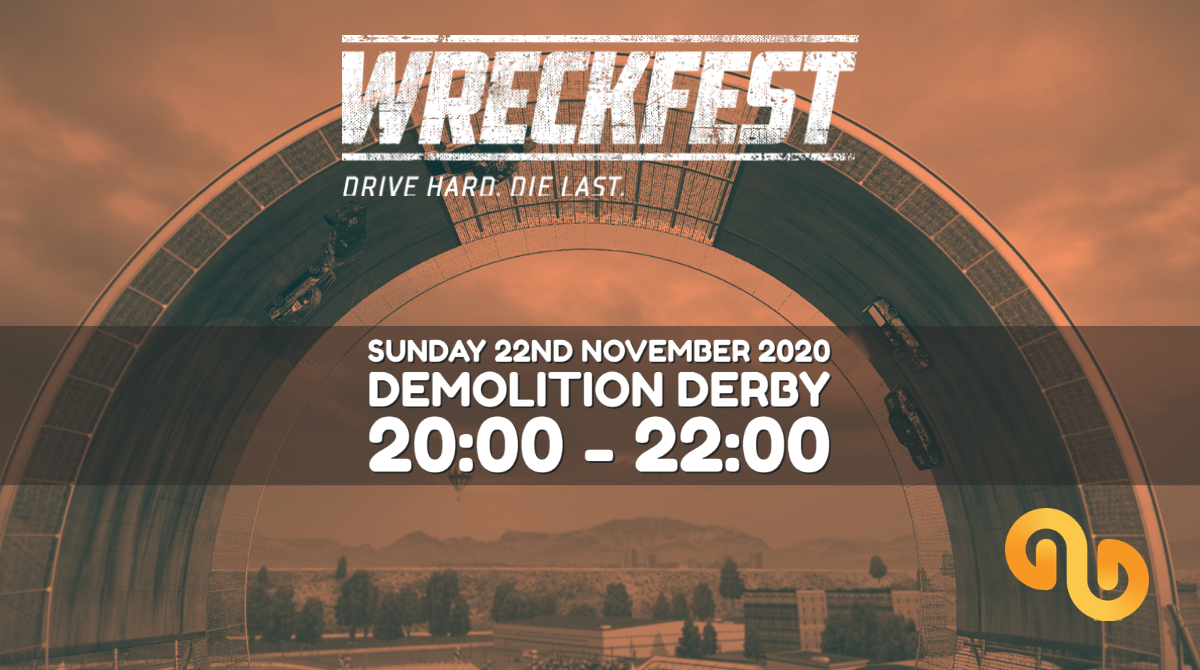 WRECKFEST
DRIVE HARD. DIE LAST.
SUNDAY 22ND NOVEMBER 2020
DEMOLITION DERBY
20:00 - 22:00